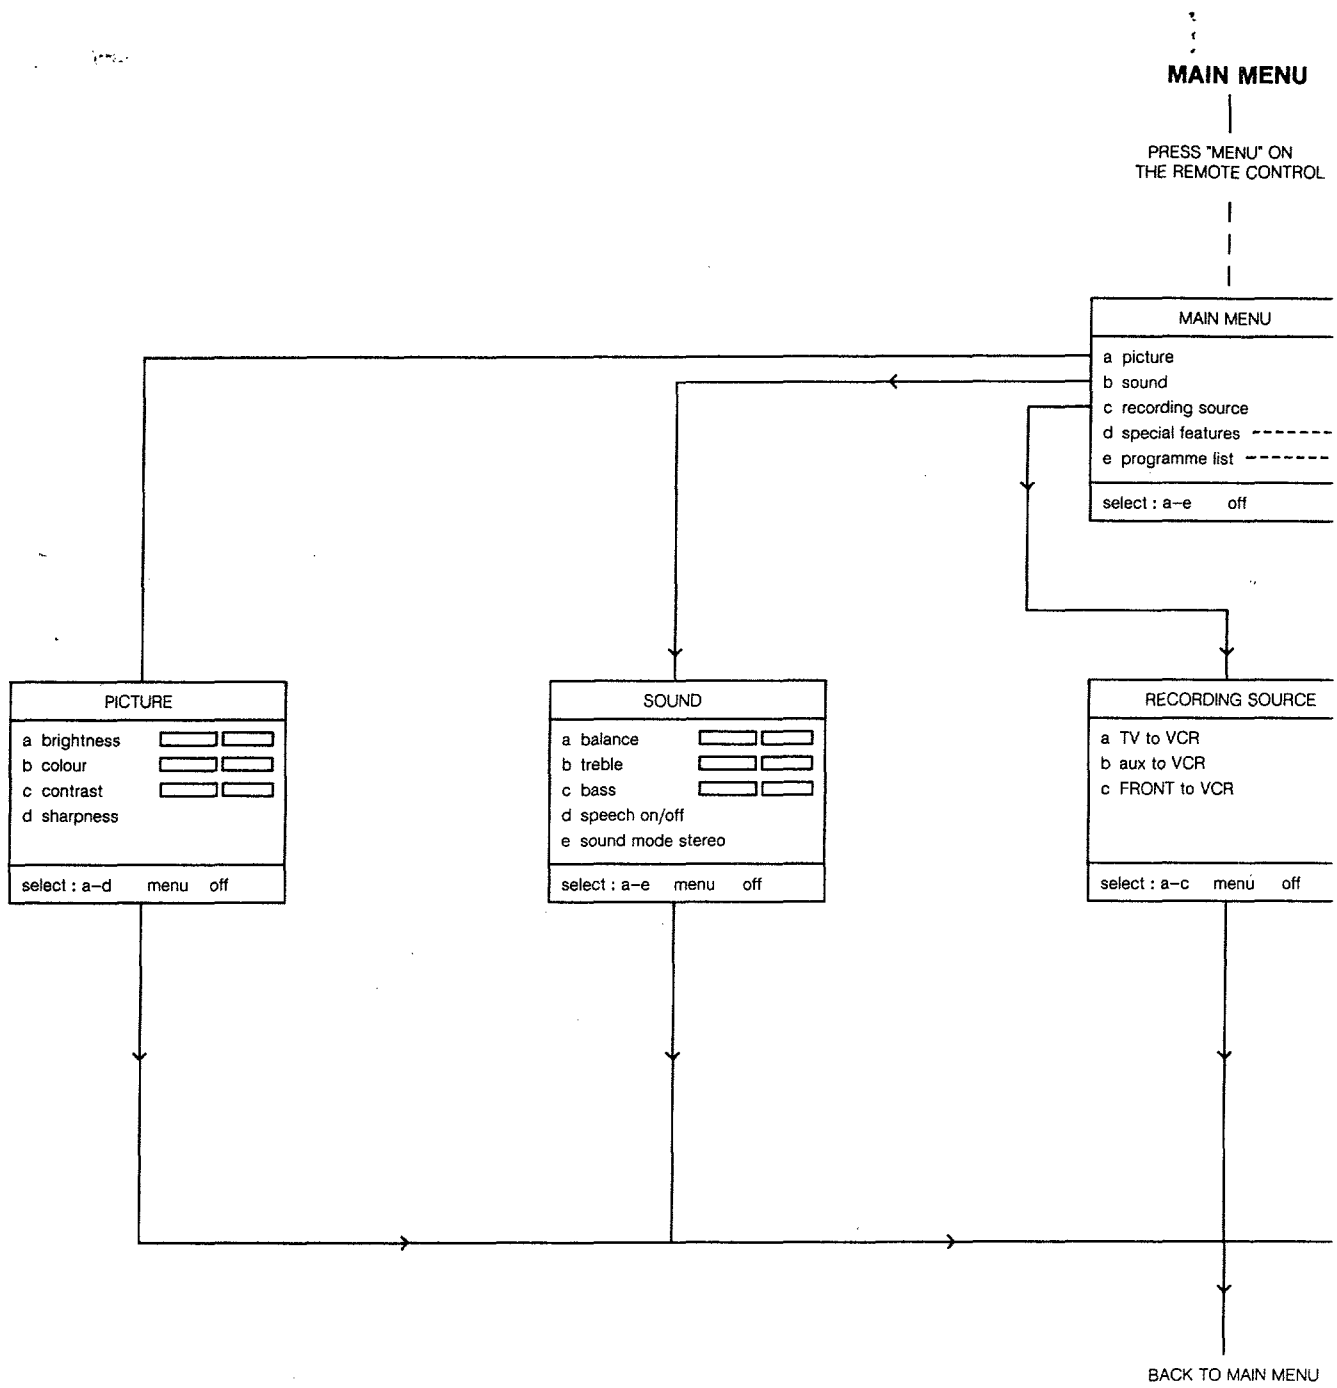 MAIN MENU
PRESS "MENU" ON
THE REMOTE CONTROL
MAIN MENU
a picture
b sound
c recording source
d special features
e programme list
select : a–e off
PICTURE
a brightness
b colour
c contrast
d sharpness
select : a–d menu off
SOUND
a balance
b treble
c bass
d speech on/off
e sound mode stereo
select : a–e menu off
RECORDING SOURCE
a TV to VCR
b aux to VCR
c FRONT to VCR
select : a–c menu off
BACK TO MAIN MENU